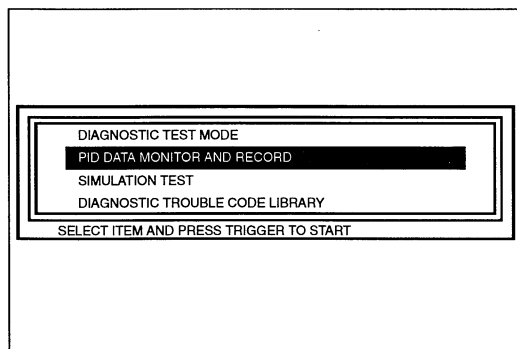 DIAGNOSTIC TEST MODE
PID DATA MONITOR AND RECORD
SIMULATION TEST
DIAGNOSTIC TROUBLE CODE LIBRARY
SELECT ITEM AND PRESS TRIGGER TO START